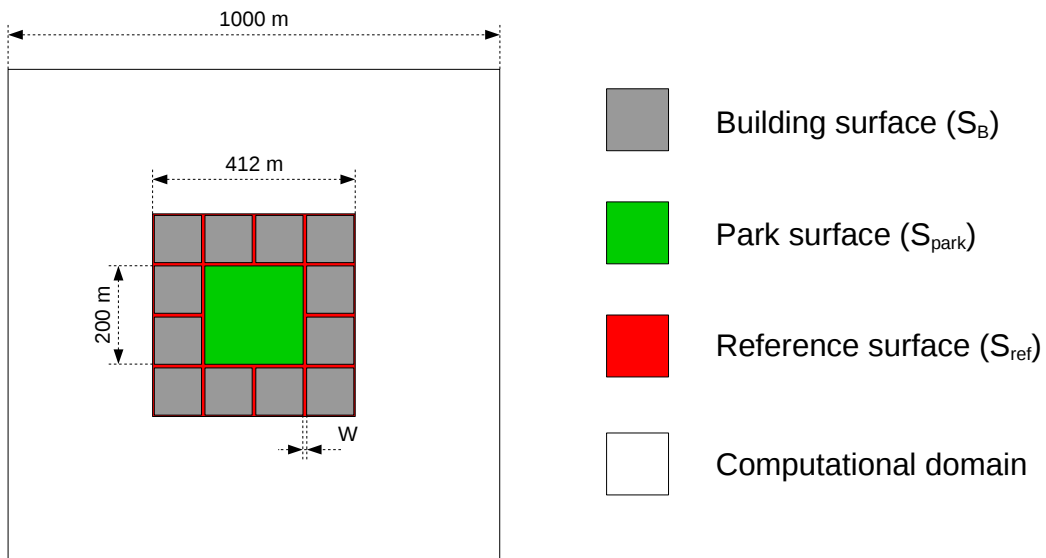 1000 m
412 m
200 m
W
Building surface (S_B)
Park surface (S_park)
Reference surface (S_ref)
Computational domain